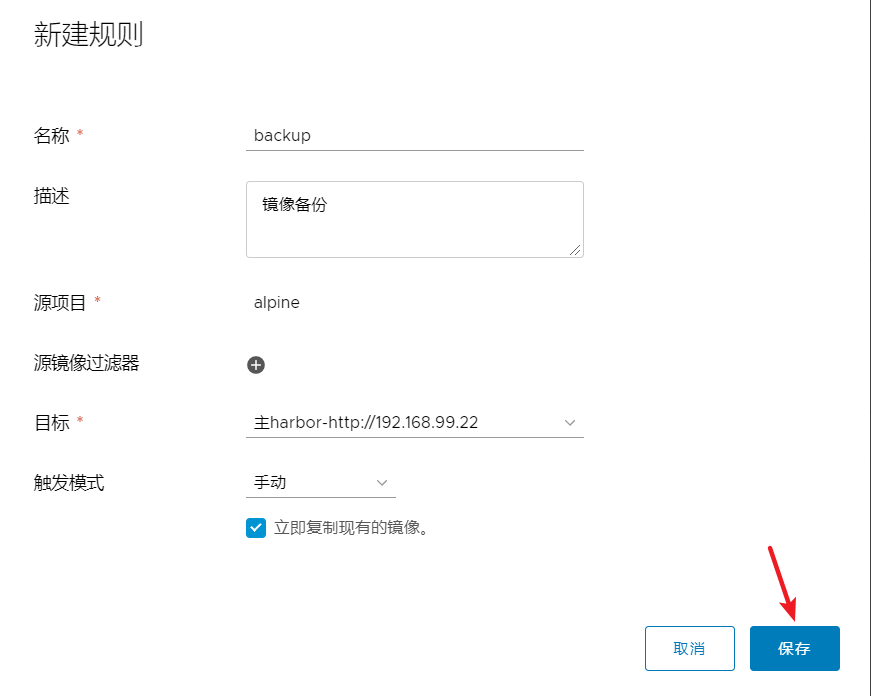 新建规则
名称 *
backup
描述
镜像备份
源项目 *
alpine
源镜像过滤器
目标 *
主harbor-http://192.168.99.22
触发模式
手动
立即复制现有的镜像。
取消
保存